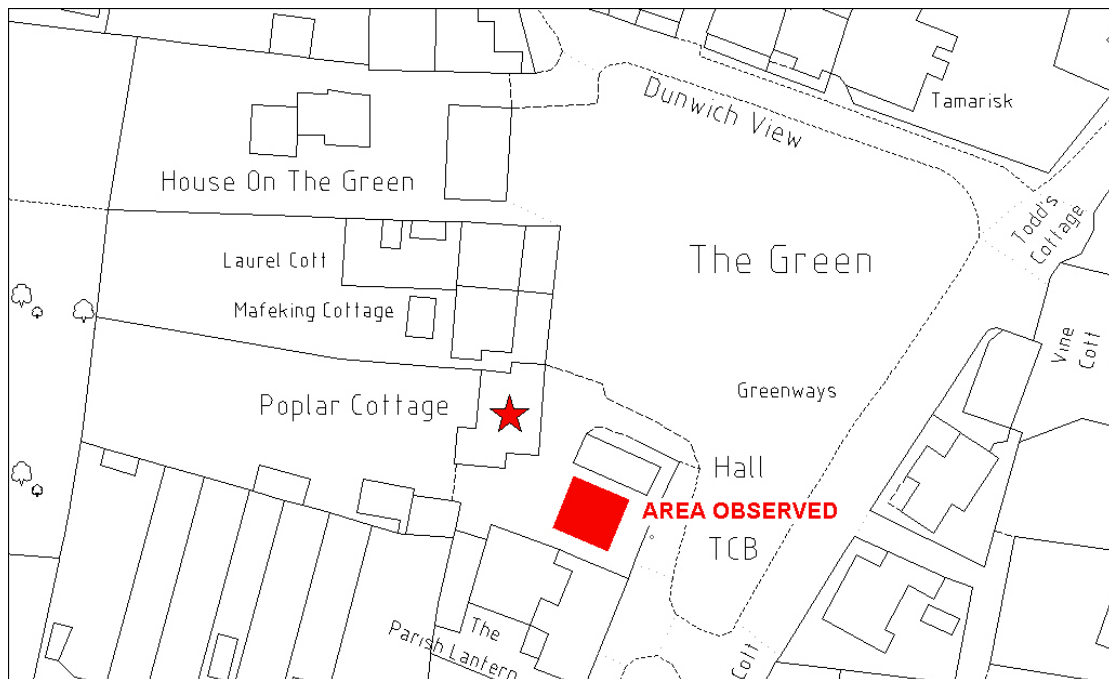 Dunwich View
Tamarisk
House On The Green
Todd's
Cottage
The Green
Laurel Cott
Mafeking Cottage
Vine
Cott
Greenways
Poplar Cottage
Hall
AREA OBSERVED
TCB
The
Parish Lantern
Cott